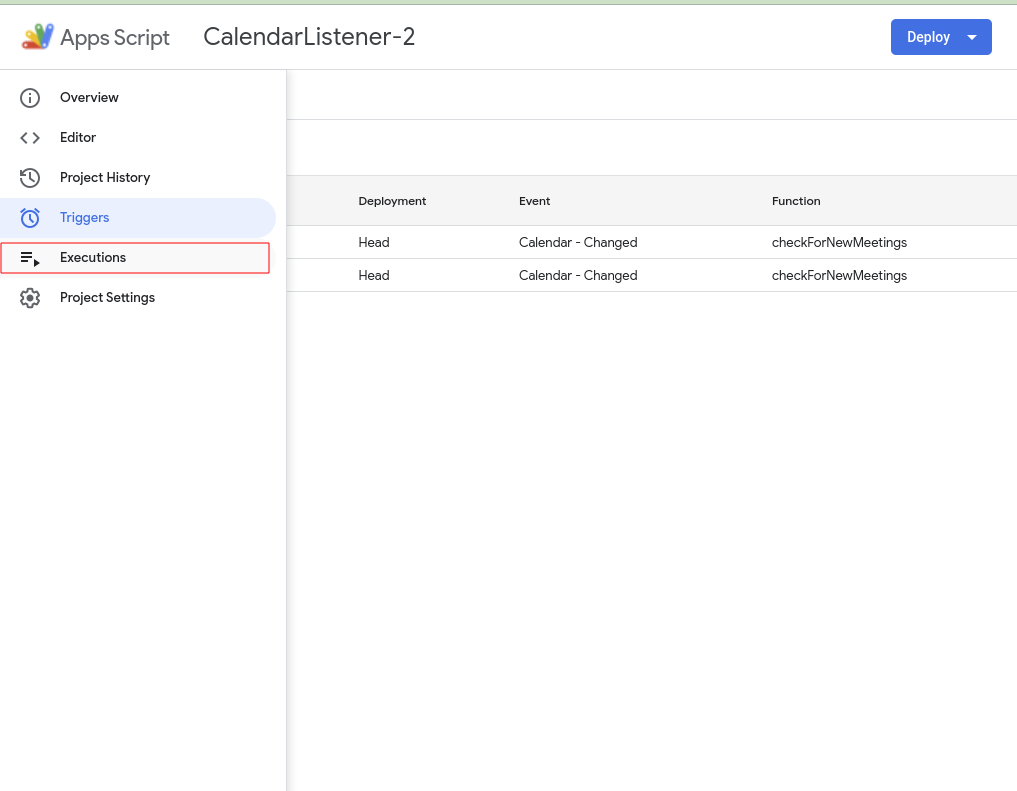 Apps Script CalendarListener-2 Deploy
Overview
Editor
Project History
Triggers
Executions
Project Settings
Deployment Event Function
Head Calendar - Changed checkForNewMeetings
Head Calendar - Changed checkForNewMeetings